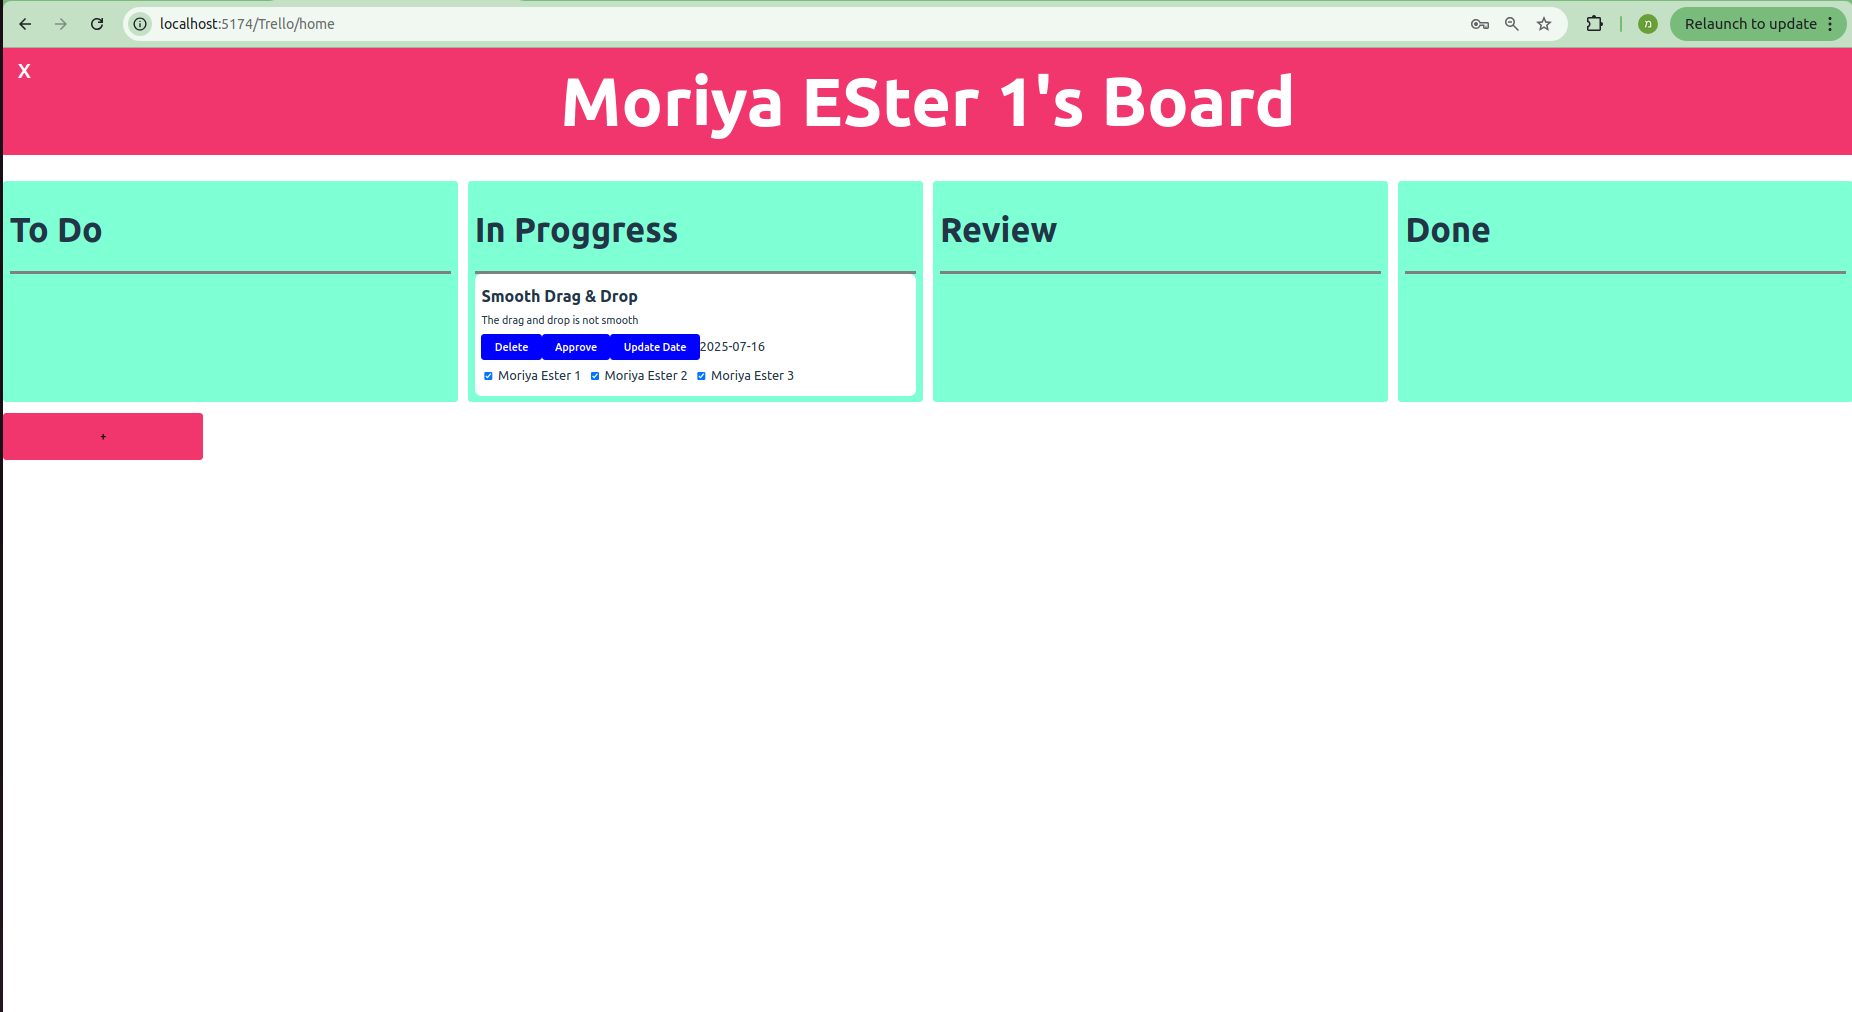 localhost:5174/Trello/home
מ
Relaunch to update
X
Moriya ESter 1's Board
To Do
In Proggress
Review
Done
Smooth Drag & Drop
The drag and drop is not smooth
Delete Approve Update Date 2025-07-16
Moriya Ester 1 Moriya Ester 2 Moriya Ester 3
+